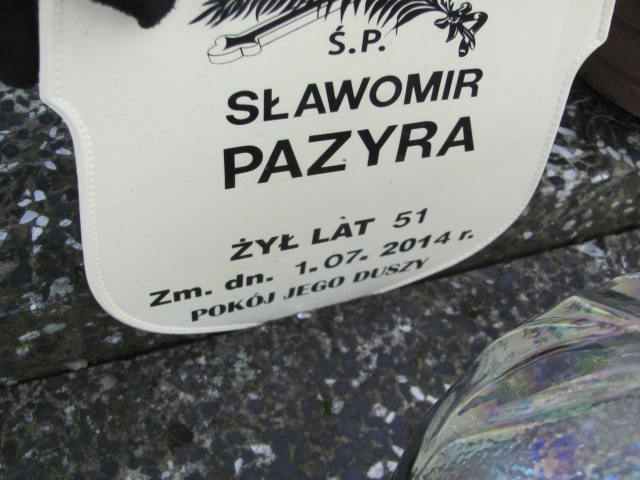 Ś.P.
SŁAWOMIR
PAZYRA
ŻYŁ LAT 51
Zm. dn. 1.07. 2014 r.
POKÓJ JEGO DUSZY